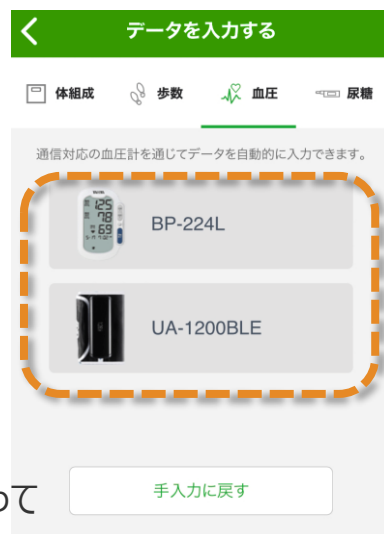 データを入力する
体組成
歩数
血圧
尿糖
通信対応の血圧計を通じてデータを自動的に入力できます。
125
78
69
BP-224L
UA-1200BLE
手入力に戻す
って